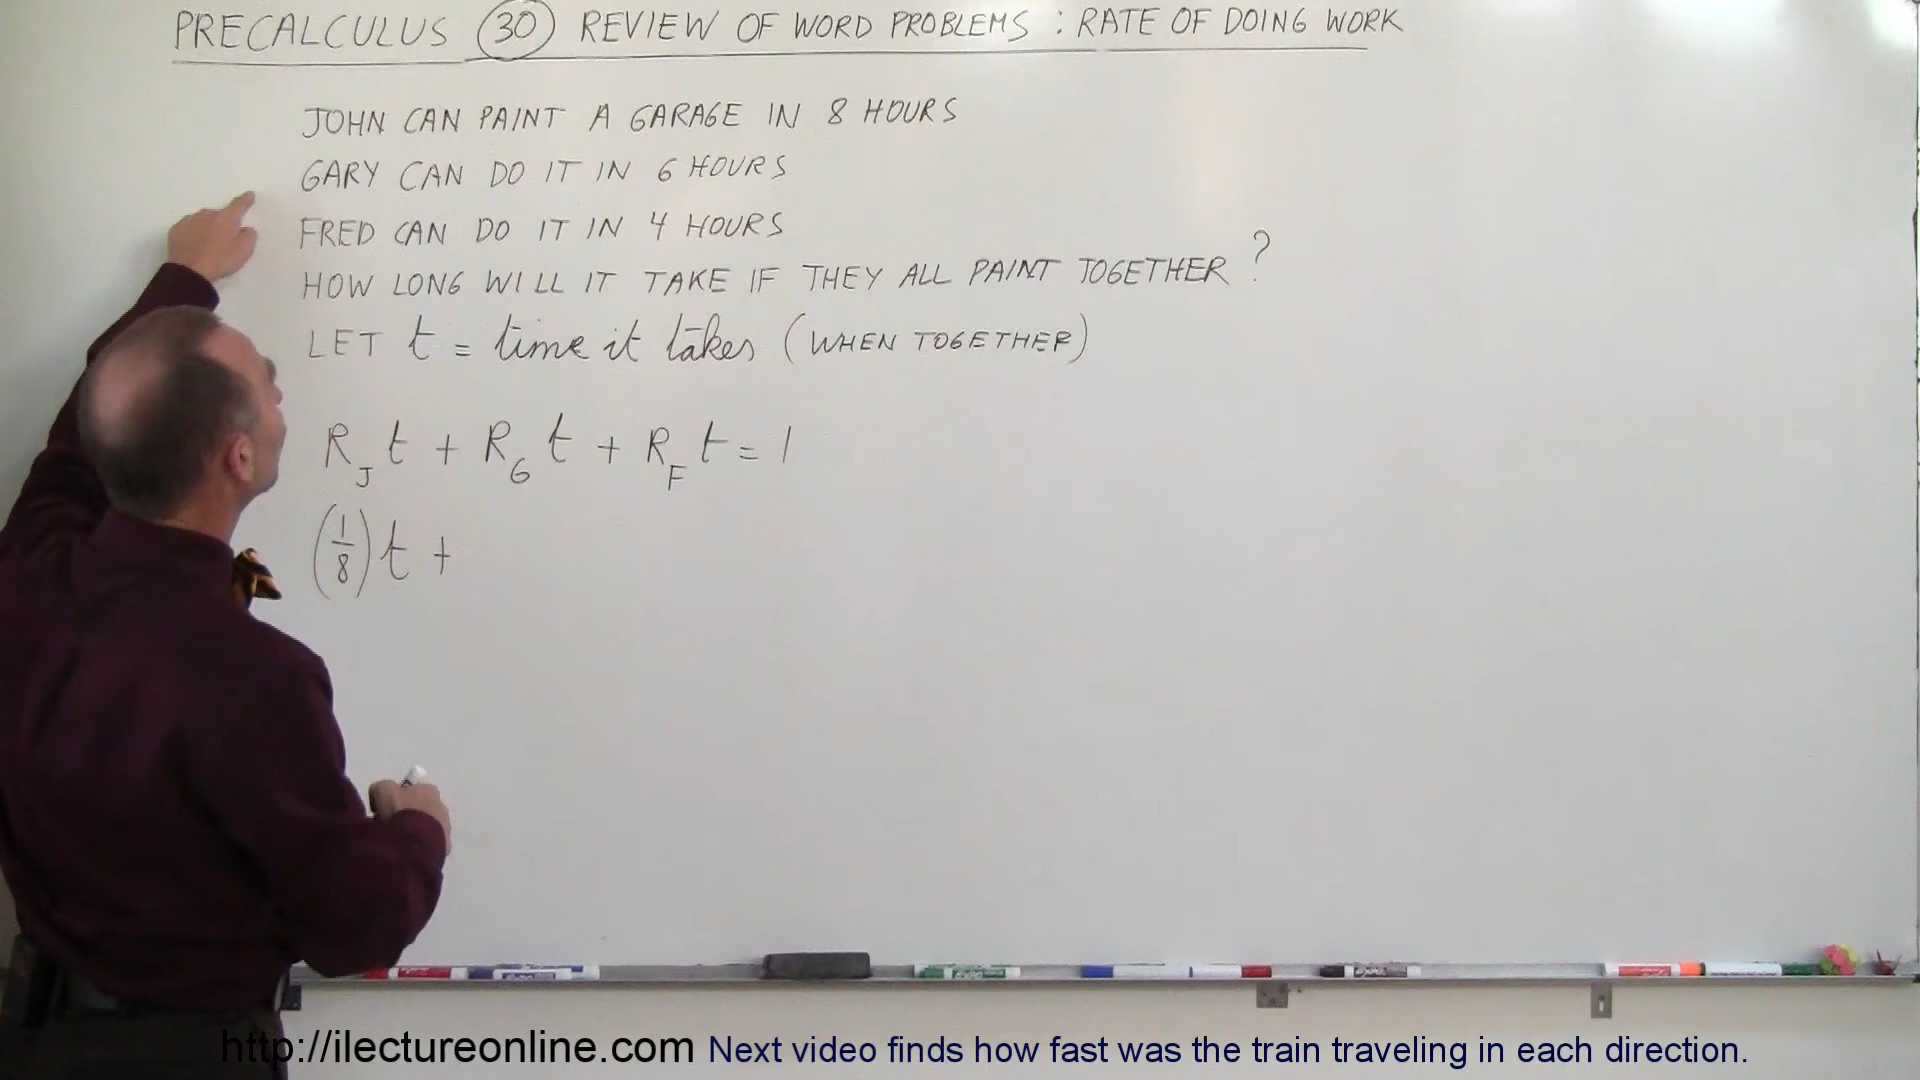 PRECALCULUS 30 REVIEW OF WORD PROBLEMS : RATE OF DOING WORK
JOHN CAN PAINT A GARAGE IN 8 HOURS
GARY CAN DO IT IN 6 HOURS
FRED CAN DO IT IN 4 HOURS
HOW LONG WILL IT TAKE IF THEY ALL PAINT TOGETHER ?
LET t = time it takes (WHEN TOGETHER)
R_J t + R_G t + R_F t = 1
(1/8) t +
http://ilectureonline.com Next video finds how fast was the train traveling in each direction.